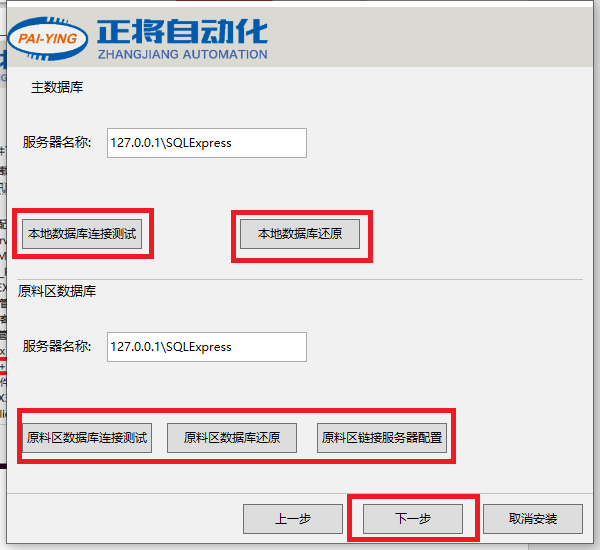 PAI-YING
正将自动化
ZHANGJIANG AUTOMATION
主数据库
服务器名称: 127.0.0.1\SQLExpress
本地数据库连接测试 本地数据库还原
原料区数据库
服务器名称: 127.0.0.1\SQLExpress
原料区数据库连接测试 原料区数据库还原 原料区链接服务器配置
上一步 下一步 取消安装